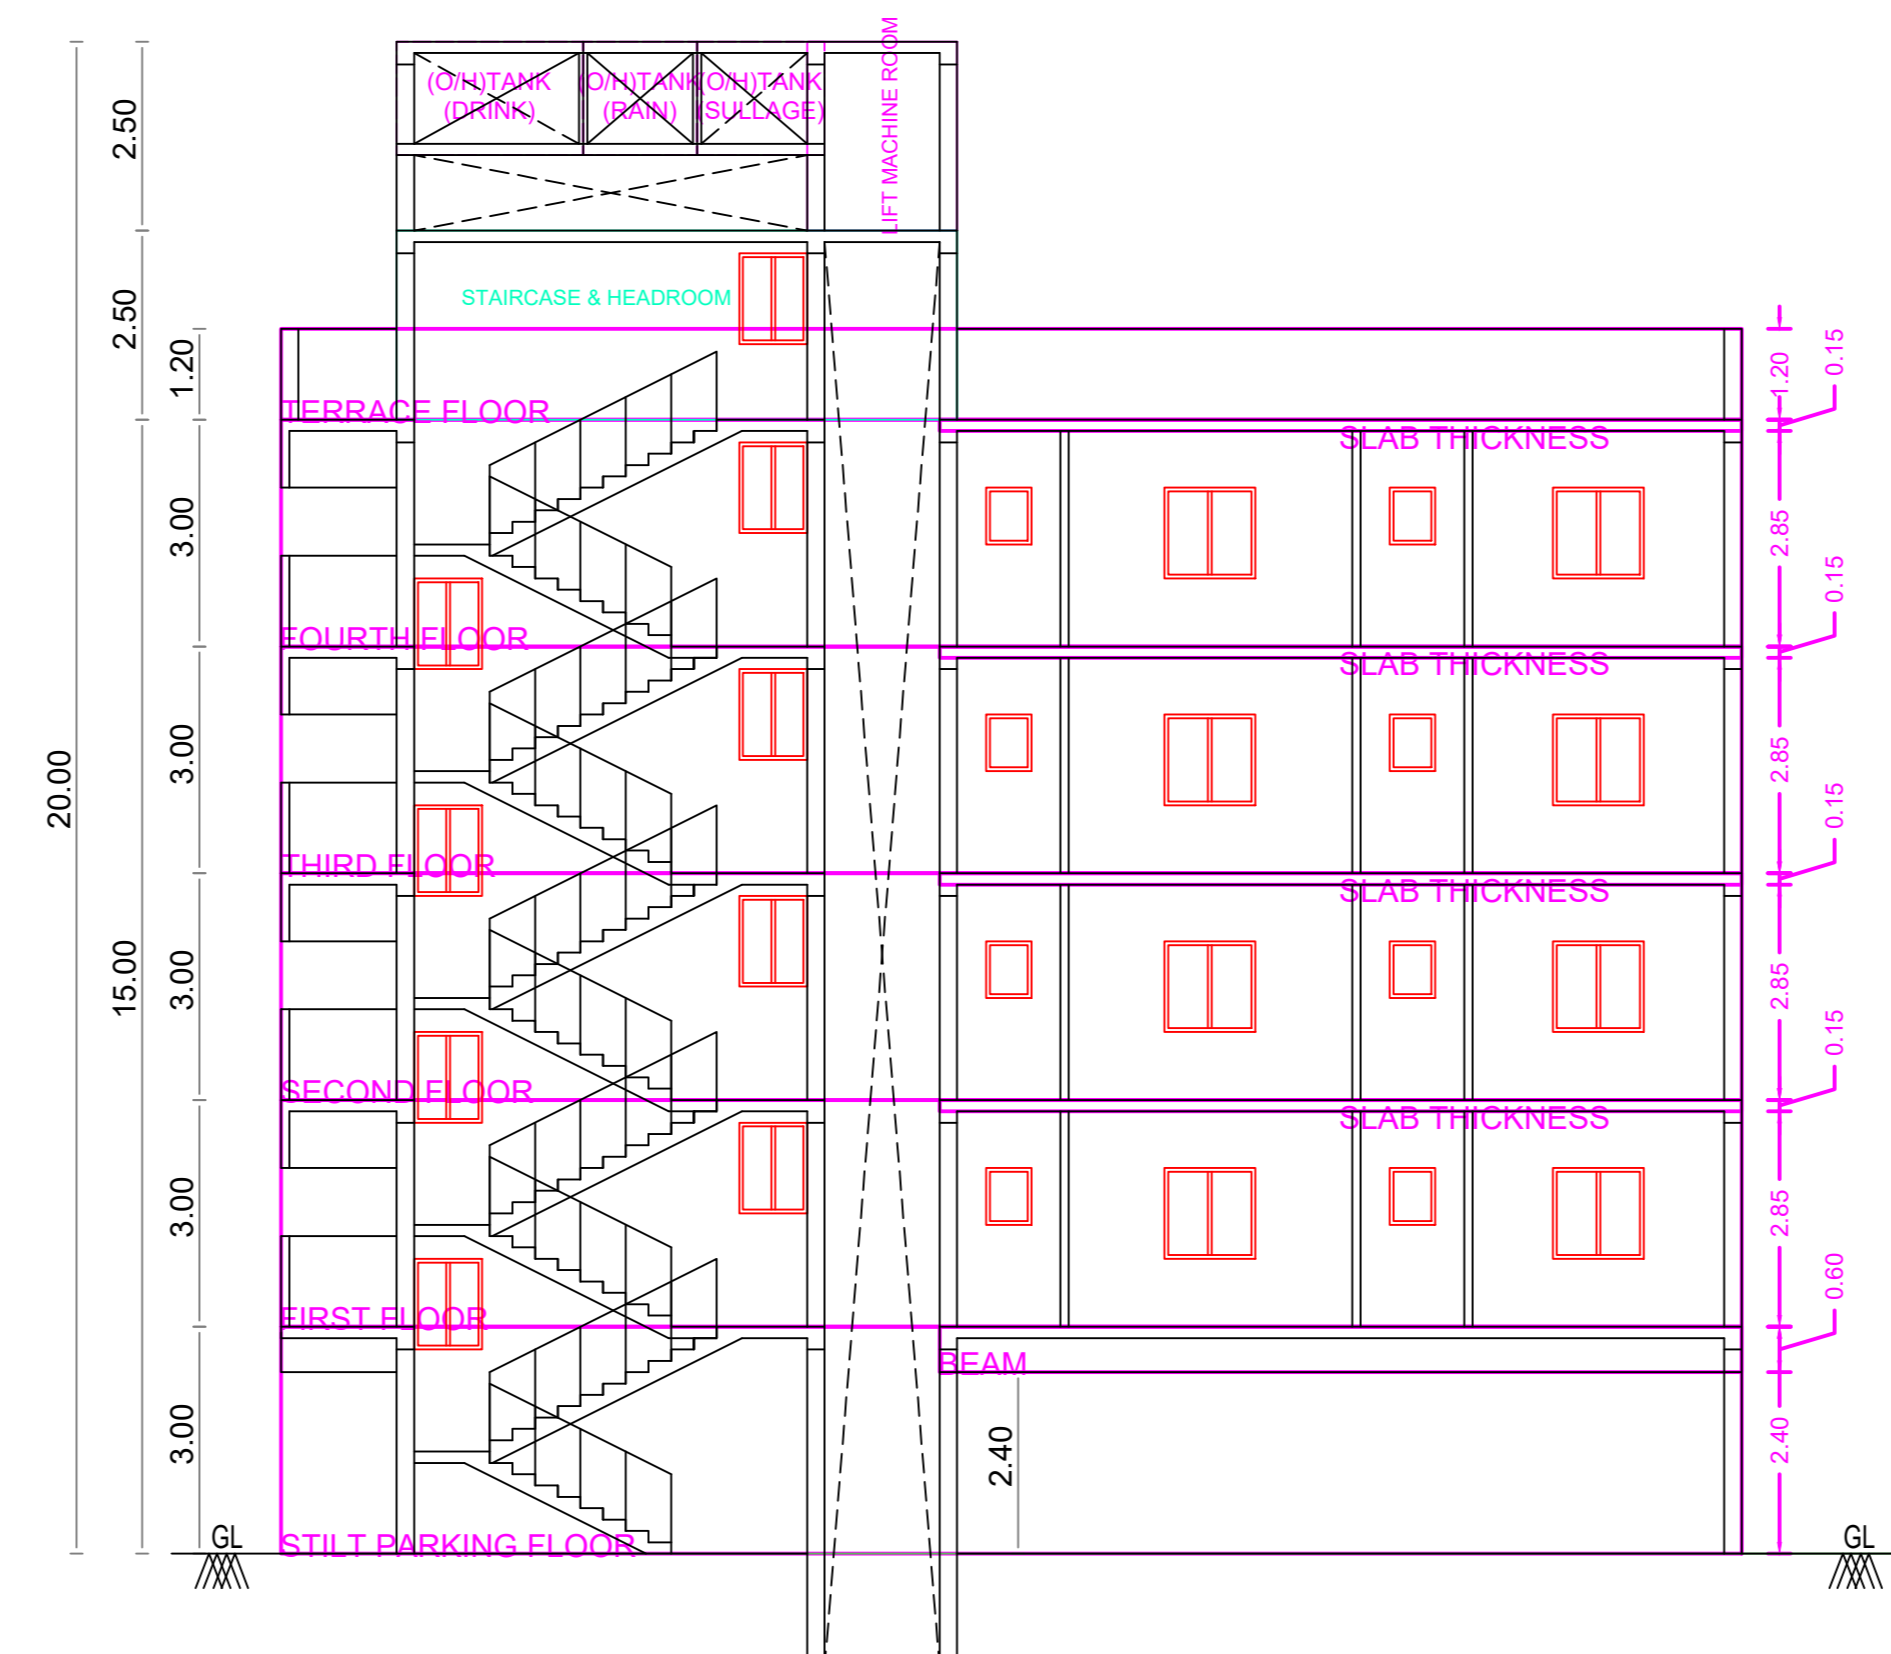 (O/H)TANK
(DRINK)
(O/H)TANK
(RAIN)
(O/H)TANK
(SULLAGE)
LIFT MACHINE ROOM
2.50
STAIRCASE & HEADROOM
2.50
1.20
1.20
0.15
TERRACE FLOOR
SLAB THICKNESS
3.00
2.85
0.15
FOURTH FLOOR
SLAB THICKNESS
20.00
3.00
2.85
0.15
THIRD FLOOR
SLAB THICKNESS
15.00
3.00
2.85
0.15
SECOND FLOOR
SLAB THICKNESS
3.00
2.85
0.60
FIRST FLOOR
BEAM
3.00
2.40
2.40
GL
STILT PARKING FLOOR
GL